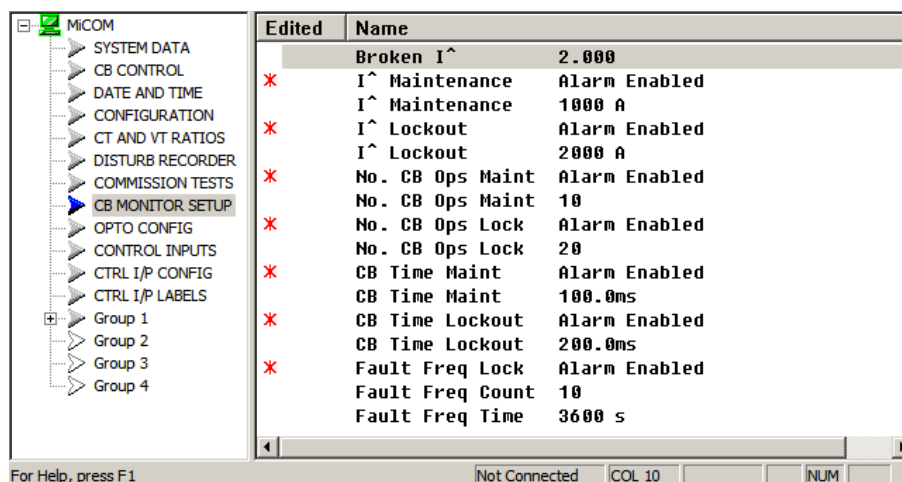 MiCOM
SYSTEM DATA
CB CONTROL
DATE AND TIME
CONFIGURATION
CT AND VT RATIOS
DISTURB RECORDER
COMMISSION TESTS
CB MONITOR SETUP
OPTO CONFIG
CONTROL INPUTS
CTRL I/P CONFIG
CTRL I/P LABELS
Group 1
Group 2
Group 3
Group 4
Edited Name
Broken I^ 2.000
I^ Maintenance Alarm Enabled
I^ Maintenance 1000 A
I^ Lockout Alarm Enabled
I^ Lockout 2000 A
No. CB Ops Maint Alarm Enabled
No. CB Ops Maint 10
No. CB Ops Lock Alarm Enabled
No. CB Ops Lock 20
CB Time Maint Alarm Enabled
CB Time Maint 100.0ms
CB Time Lockout Alarm Enabled
CB Time Lockout 200.0ms
Fault Freq Lock Alarm Enabled
Fault Freq Count 10
Fault Freq Time 3600 s
For Help, press F1 Not Connected COL 10 NUM